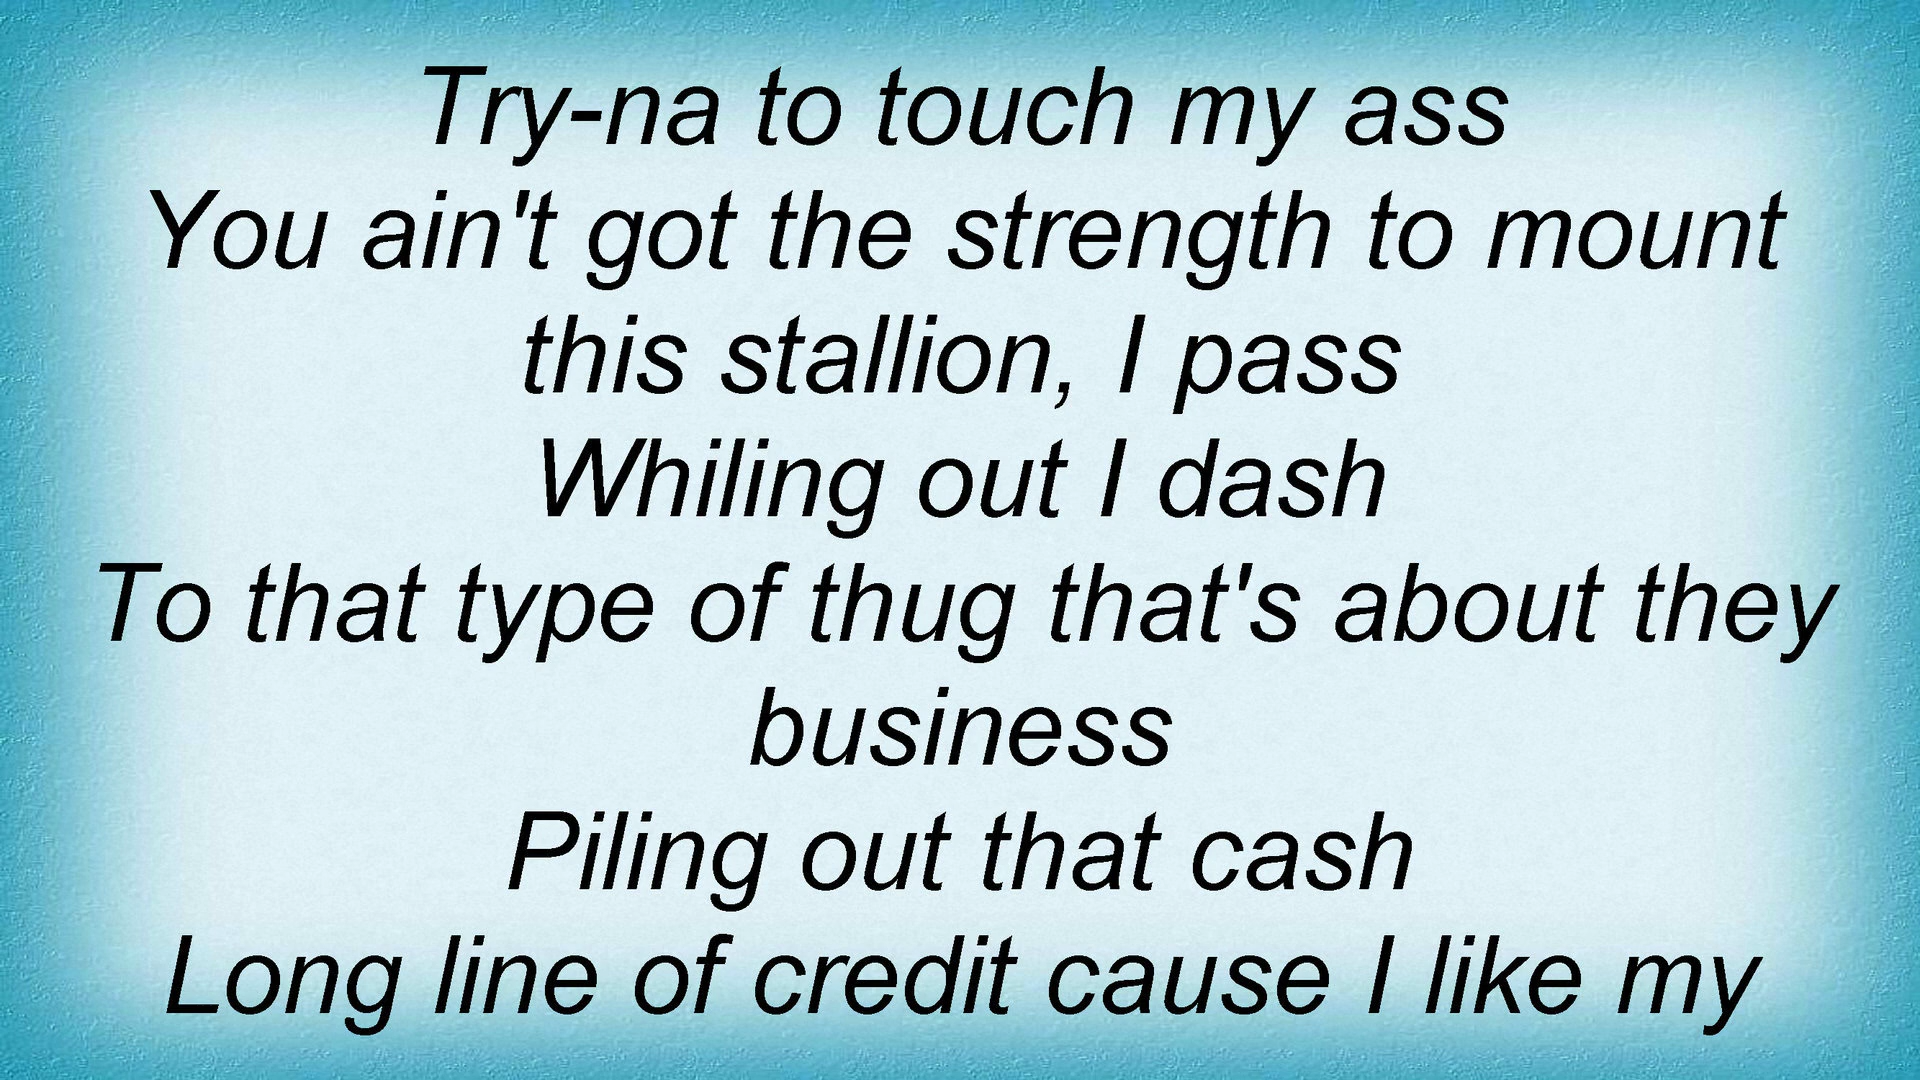 Try-na to touch my ass
You ain't got the strength to mount
this stallion, I pass
Whiling out I dash
To that type of thug that's about they
business
Piling out that cash
Long line of credit cause I like my